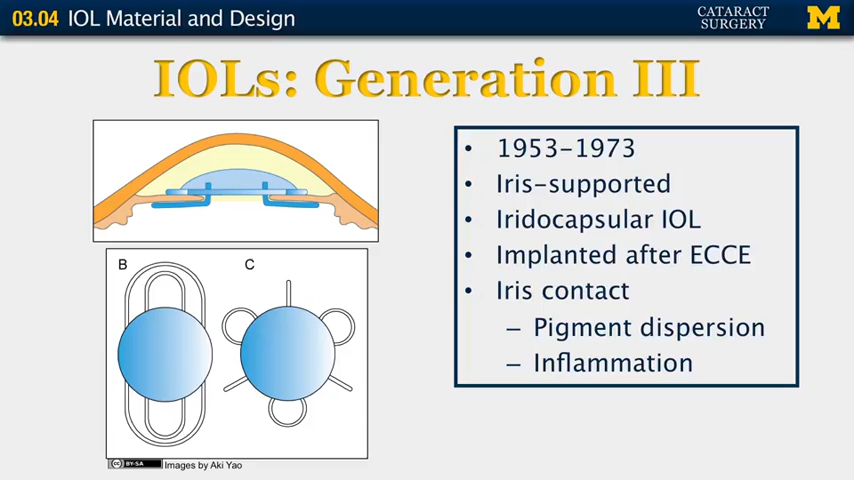 03.04 IOL Material and Design
CATARACT
SURGERY
M
IOLs: Generation III
• 1953–1973
• Iris-supported
• Iridocapsular IOL
• Implanted after ECCE
• Iris contact
– Pigment dispersion
– Inflammation
B
C
cc BY-SA Images by Aki Yao